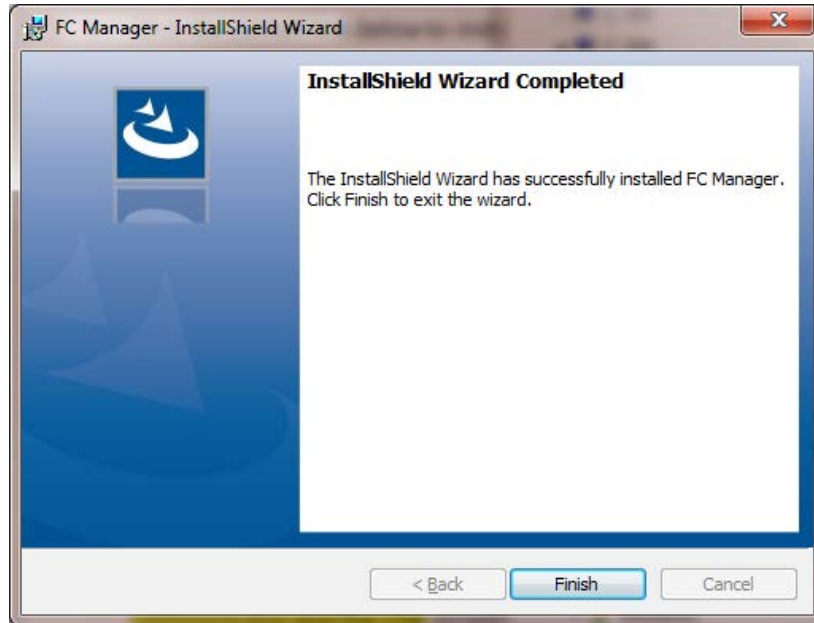 FC Manager - InstallShield Wizard
InstallShield Wizard Completed
The InstallShield Wizard has successfully installed FC Manager.
Click Finish to exit the wizard.
< Back
Finish
Cancel